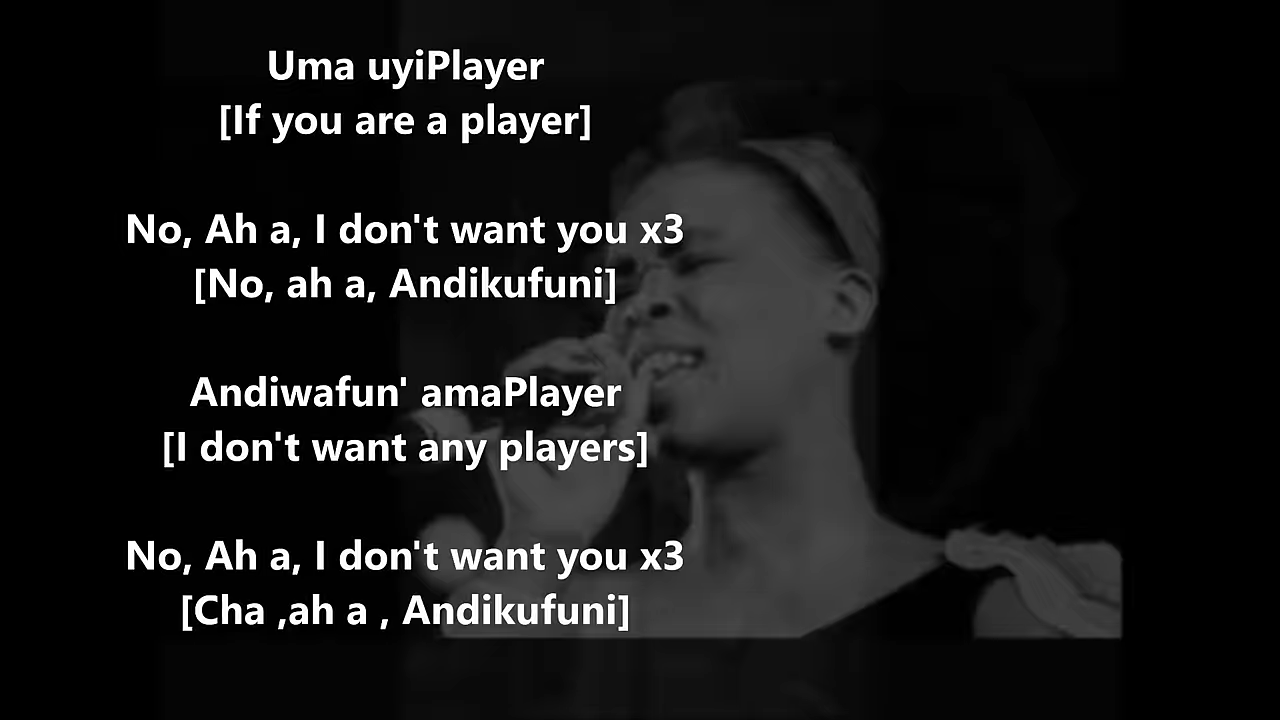 Uma uyiPlayer
[If you are a player]
No, Ah a, I don't want you x3
[No, ah a, Andikufuni]
Andiwafun' amaPlayer
[I don't want any players]
No, Ah a, I don't want you x3
[Cha ,ah a , Andikufuni]